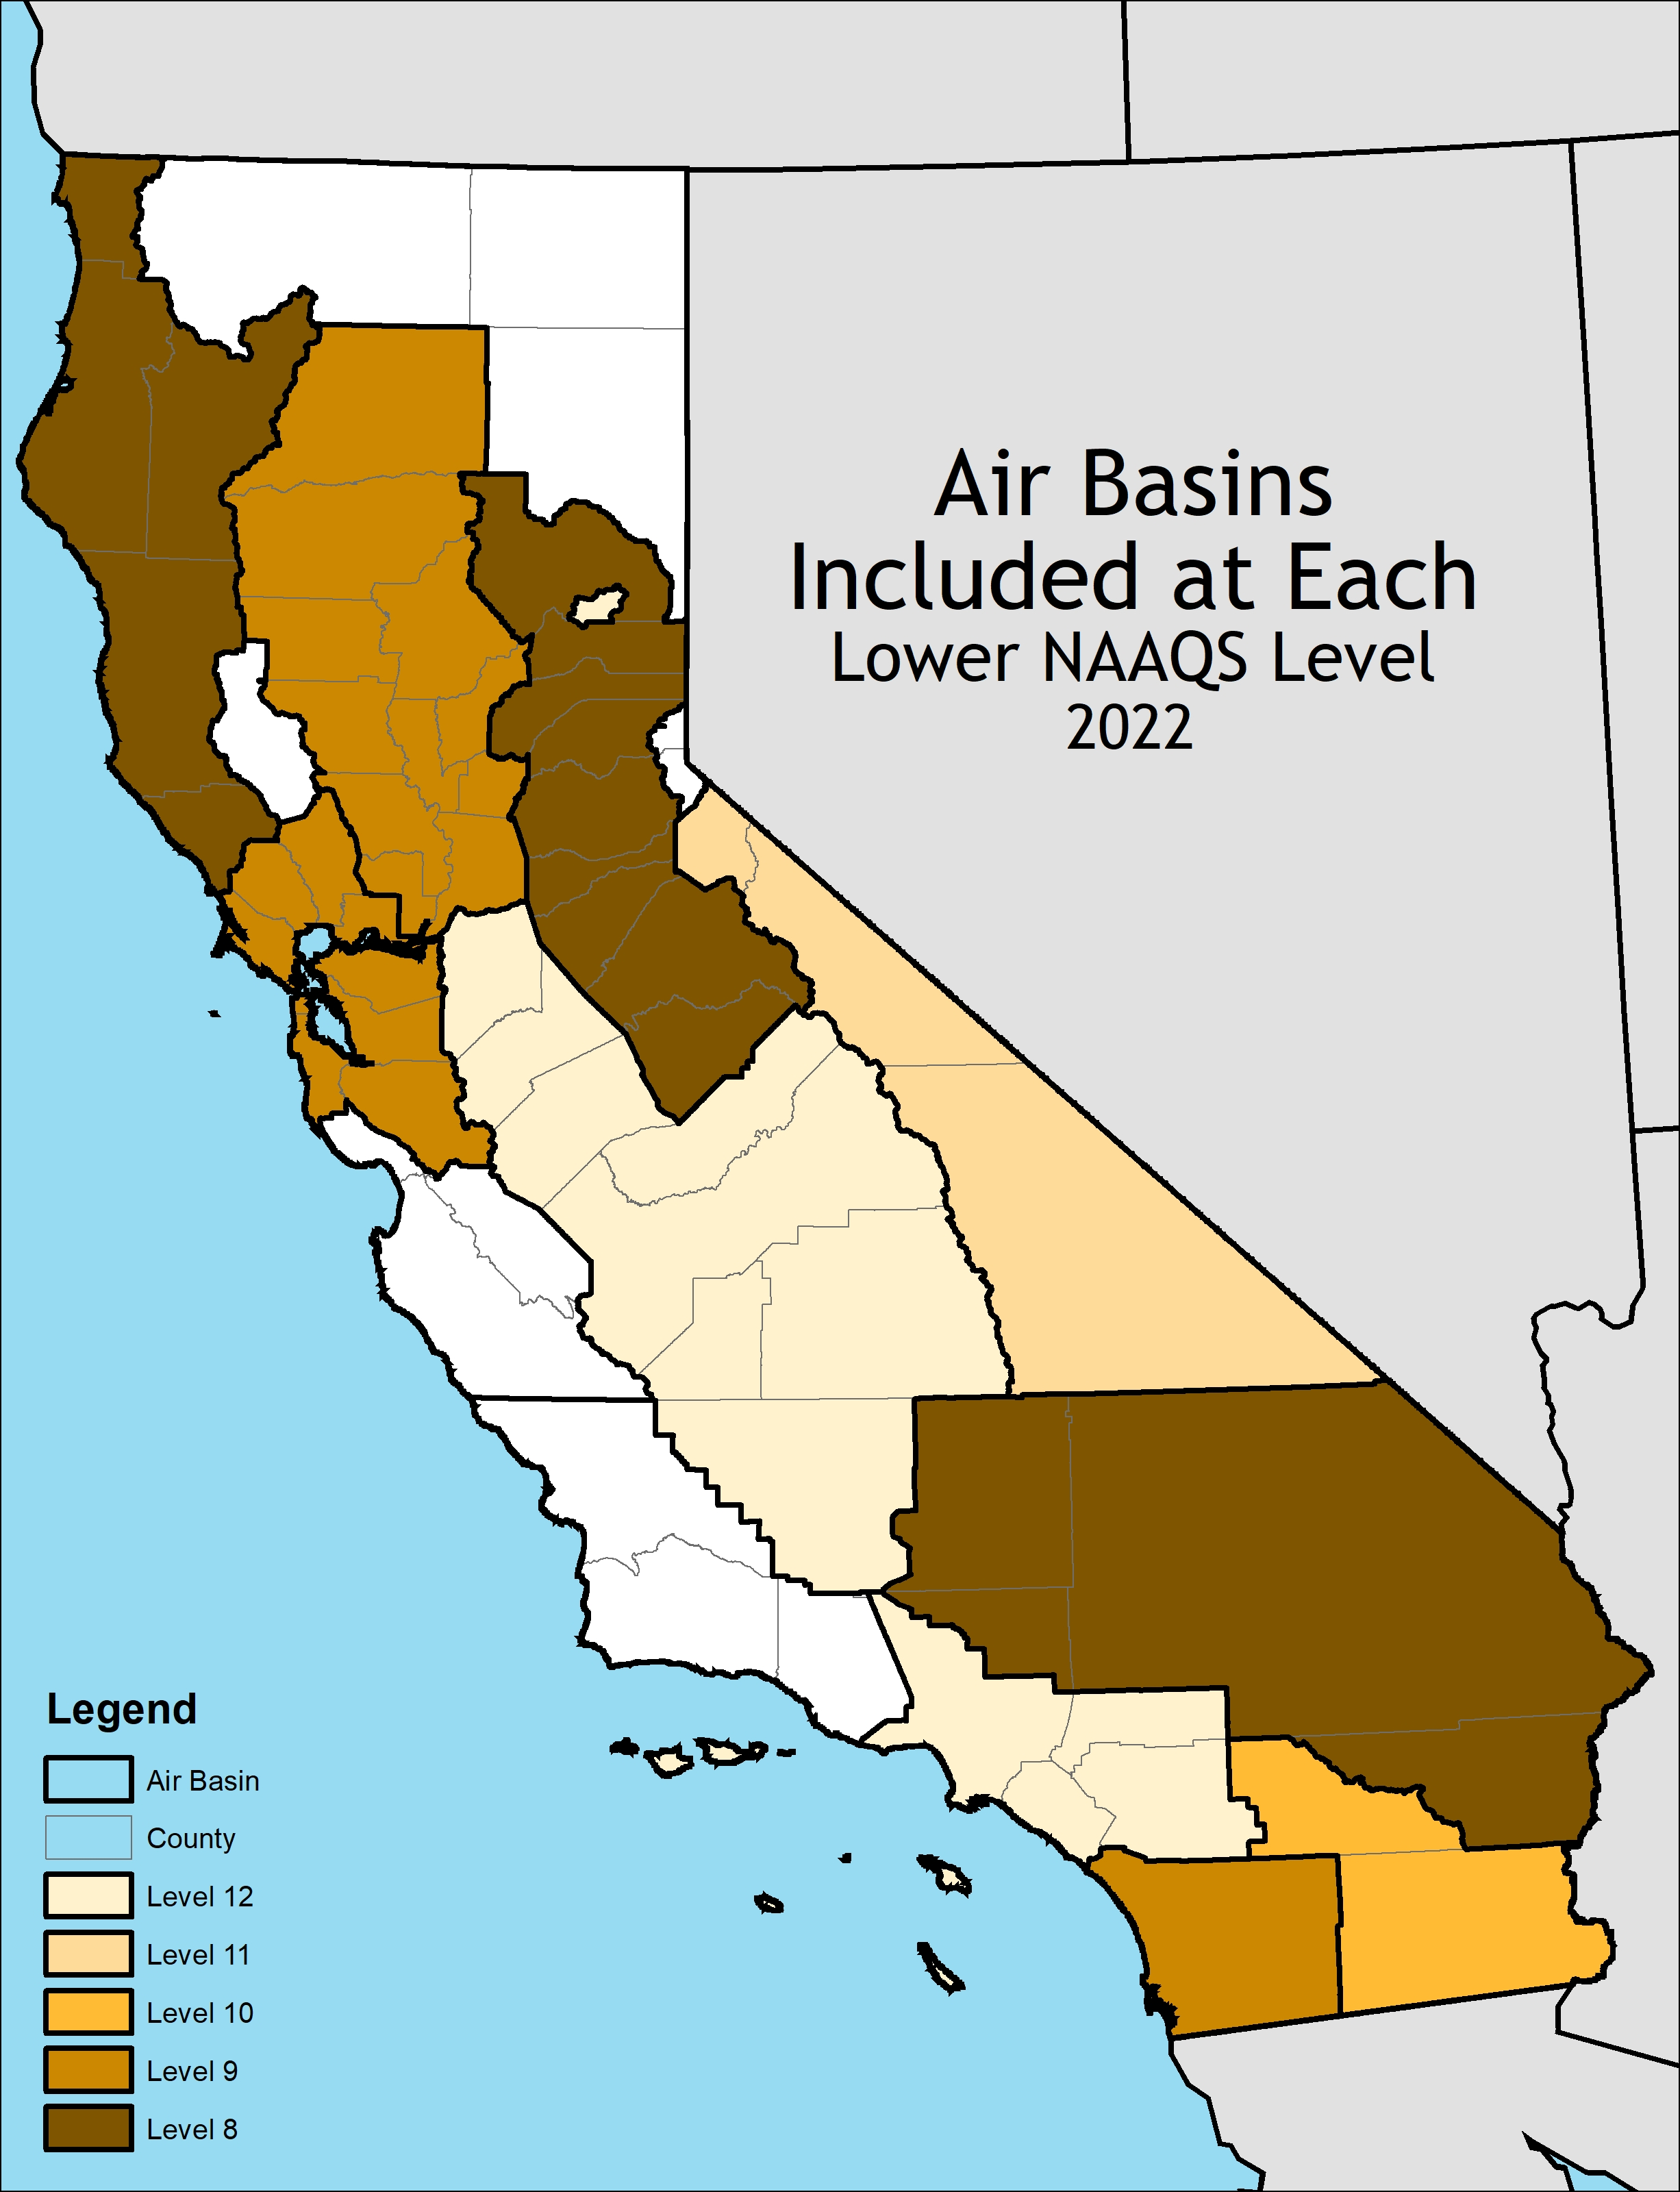 Air Basins
Included at Each
Lower NAAQS Level
2022
Legend
Air Basin
County
Level 12
Level 11
Level 10
Level 9
Level 8